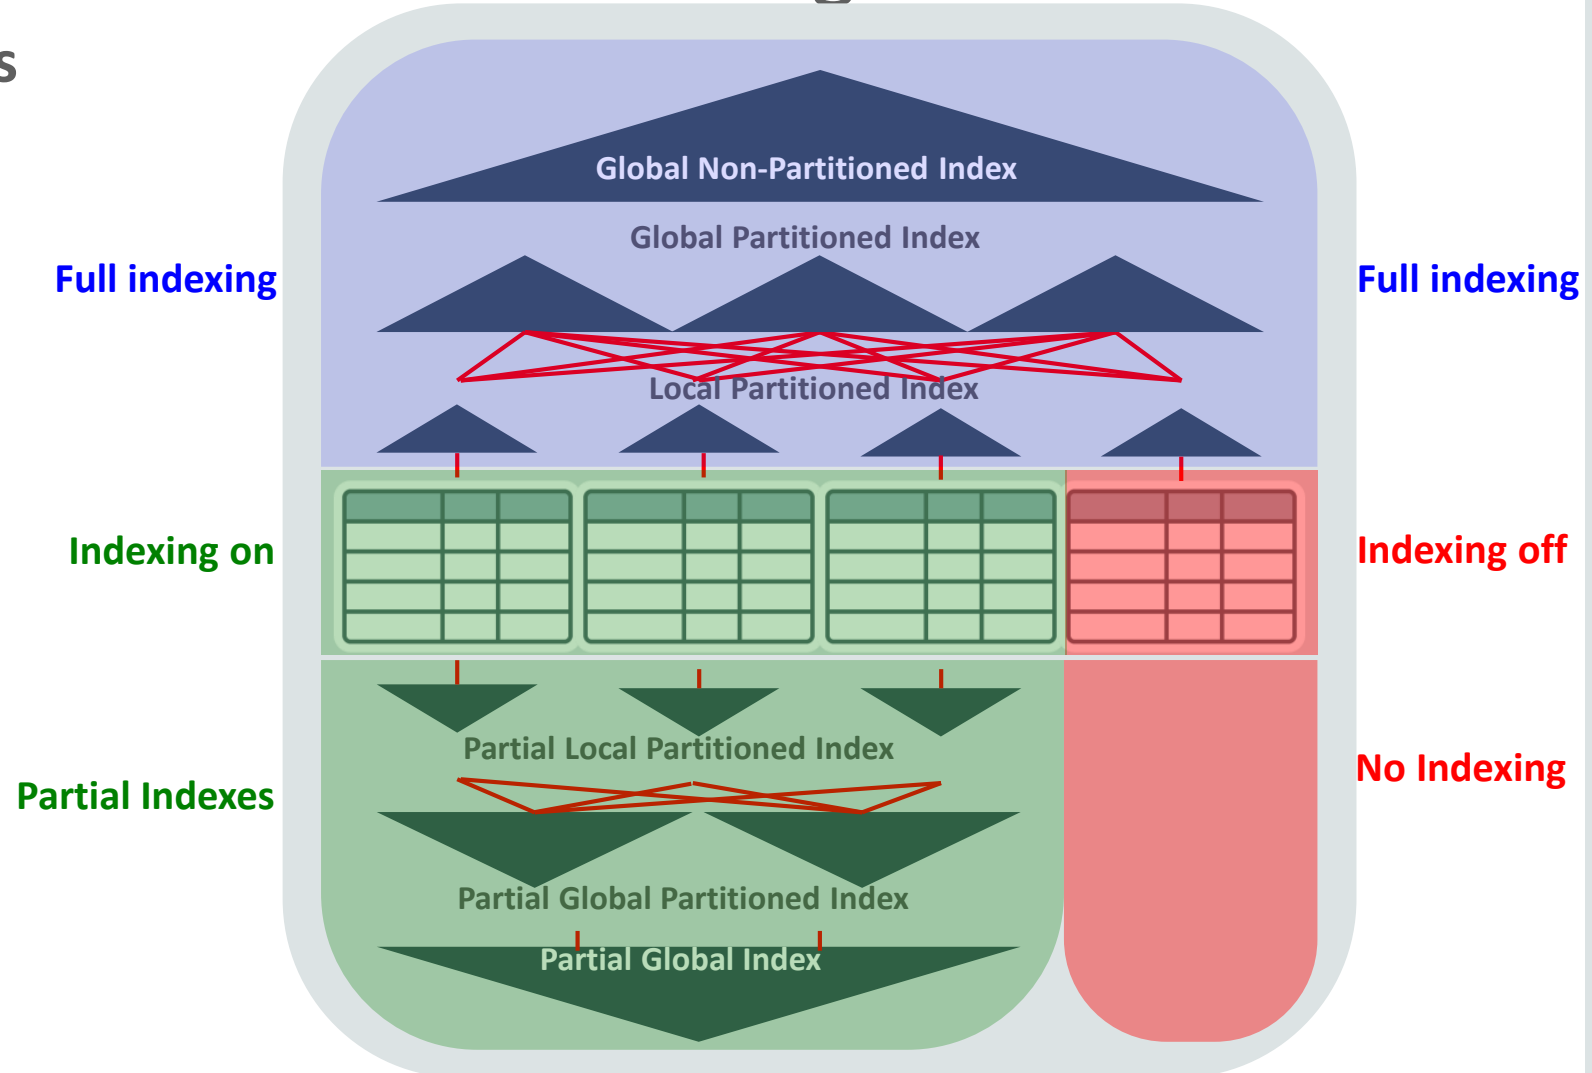 Global Non-Partitioned Index
Global Partitioned Index
Full indexing
Full indexing
Local Partitioned Index
Indexing on
Indexing off
Partial Local Partitioned Index
No Indexing
Partial Indexes
Partial Global Partitioned Index
Partial Global Index